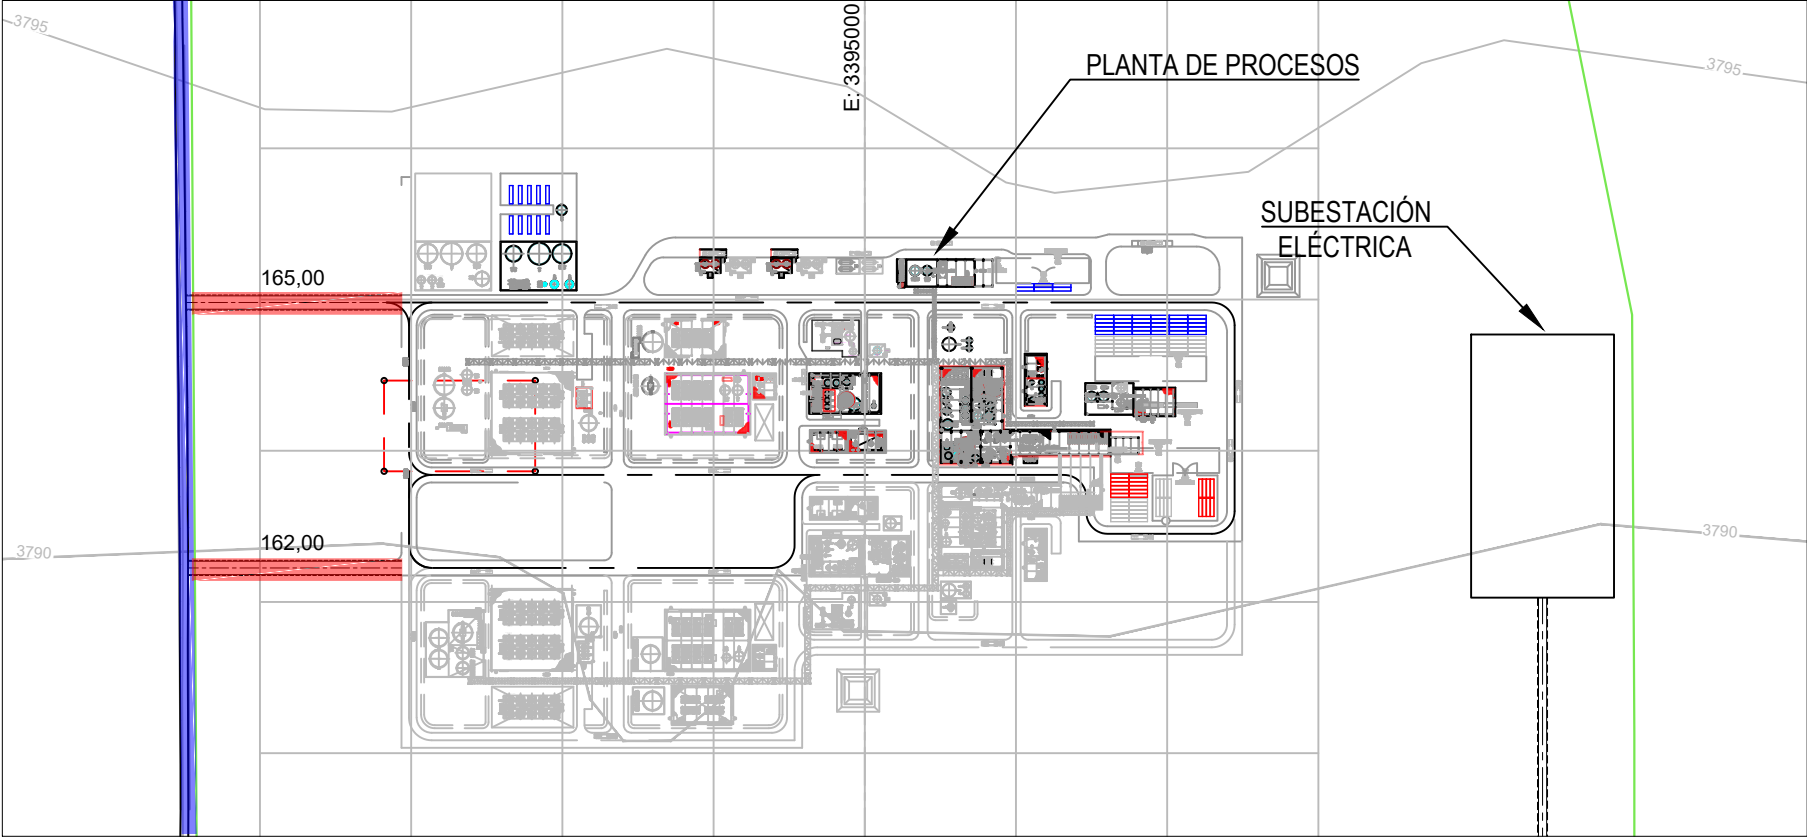 3795
E: 3395000
PLANTA DE PROCESOS
3795
SUBESTACIÓN
ELÉCTRICA
165,00
162,00
3790
3790